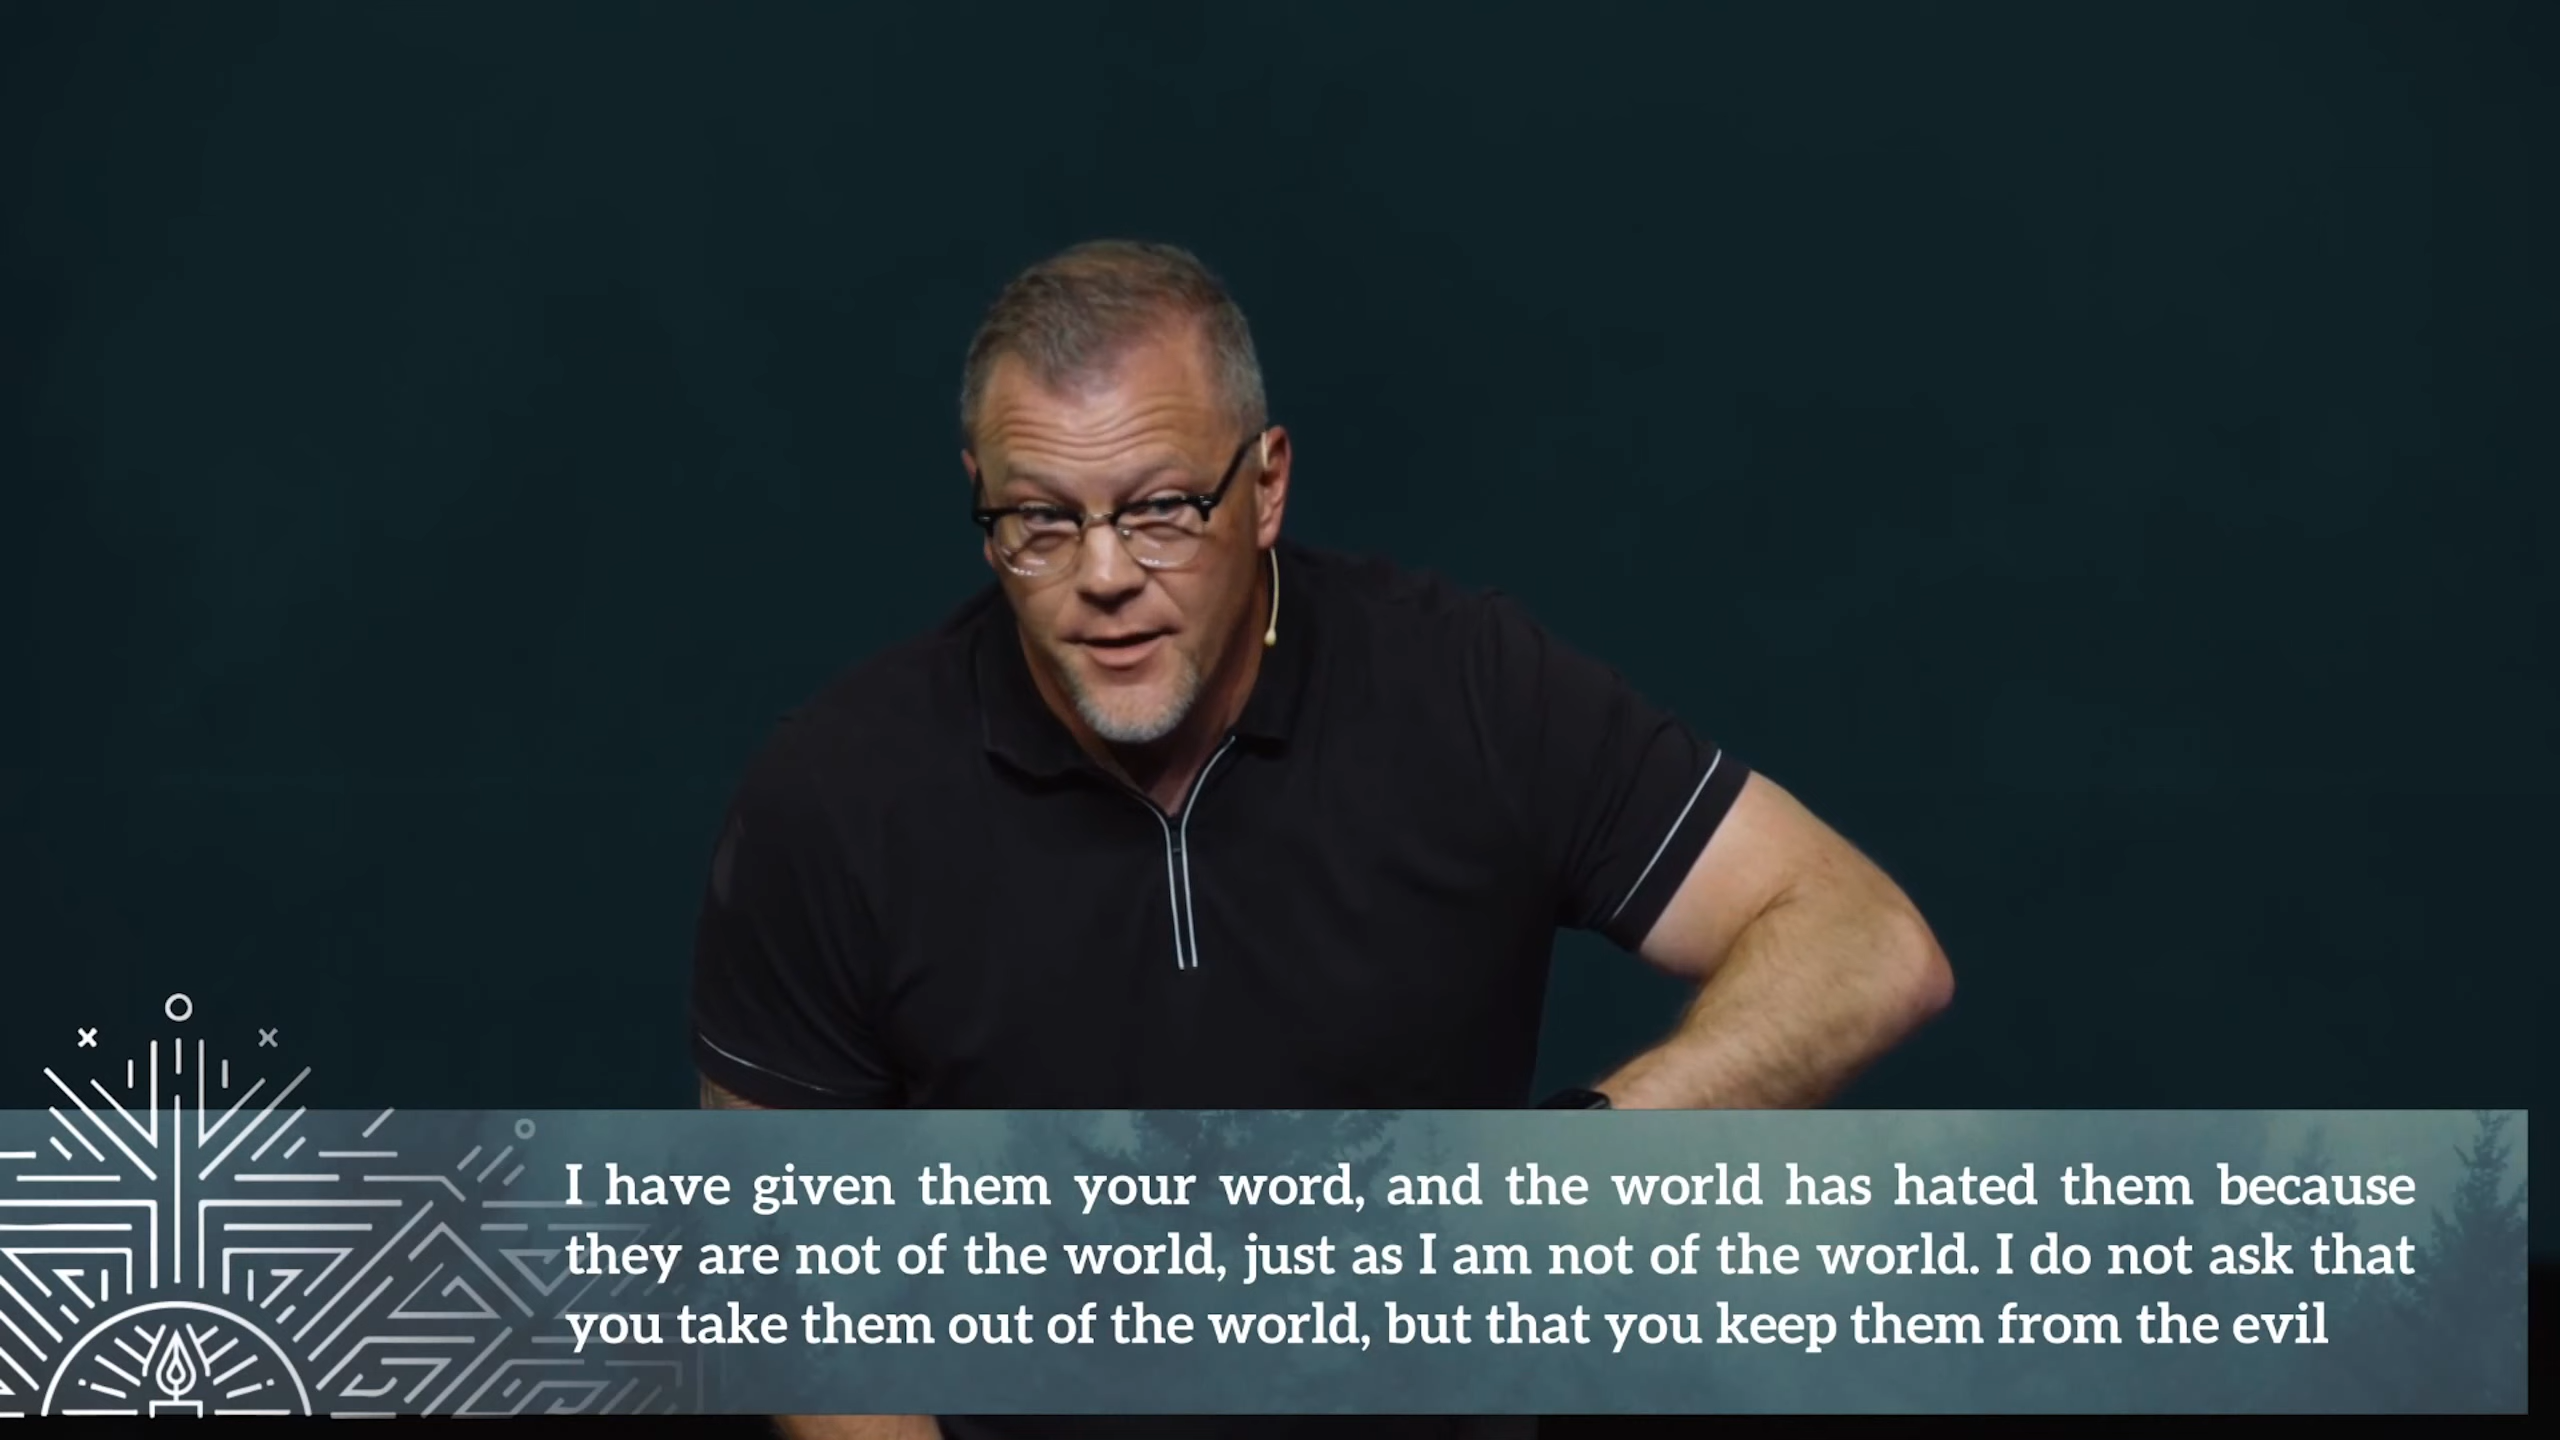 I have given them your word, and the world has hated them because
they are not of the world, just as I am not of the world. I do not ask that
you take them out of the world, but that you keep them from the evil